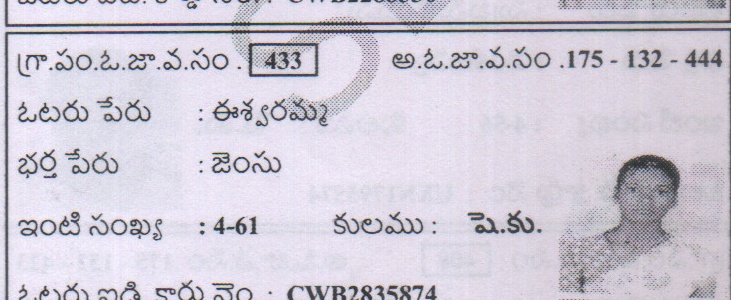 గ్రా.పం.ఓ.జా.వ.సం . 433 అ.ఓ.జా.వ.సం .175 - 132 - 444
ఓటరు పేరు : ఈశ్వరమ్మ
భర్త పేరు : జెంసు
ఇంటి సంఖ్య : 4-61 కులము : షె.కు.
ఓటరు ఐడి. కార్డు నెం : CWB2835874